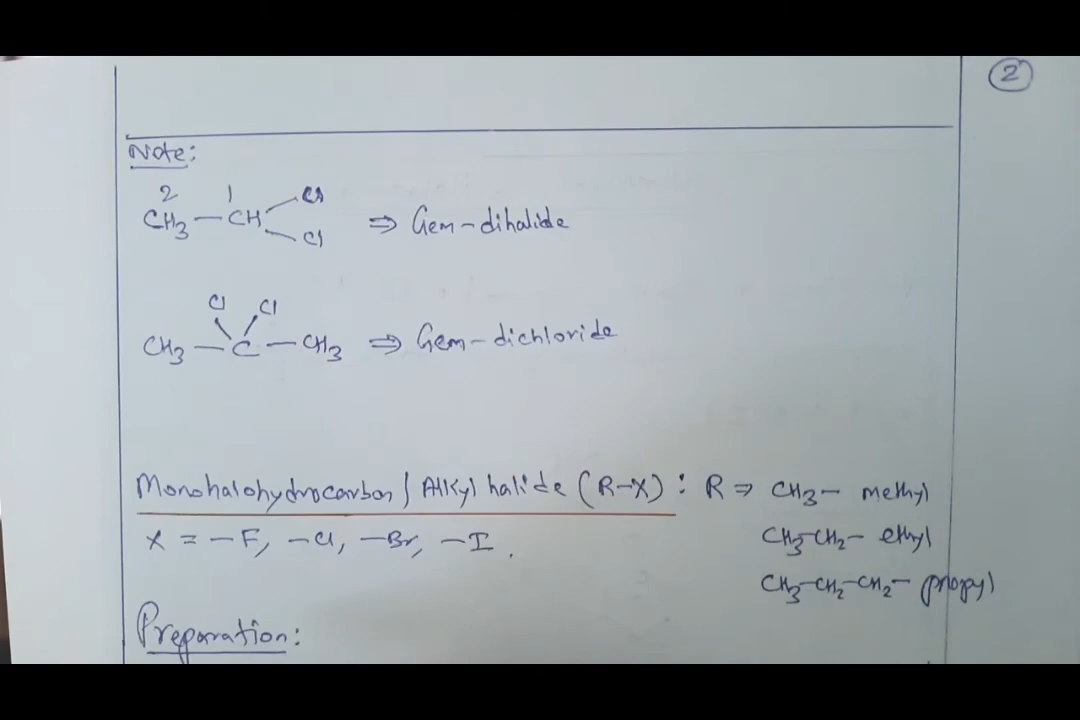 2
Note:
2 1 Cl
CH3 — CH ⇒ Gem-dihalide
Cl
Cl Cl
CH3 — C — CH3 ⇒ Gem-dichloride
Monohalohydrocarbon / Alkyl halide (R-X) : R ⇒ CH3 — methyl
X = -F, -Cl, -Br, -I . CH3-CH2- ethyl
CH3-CH2-CH2- propyl
Preparation: